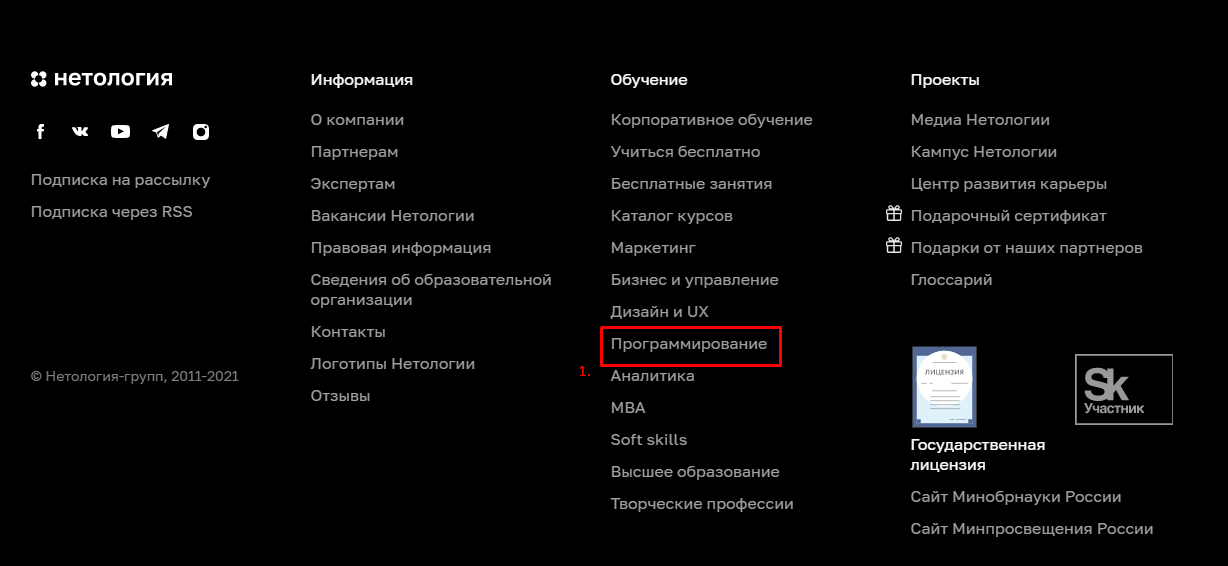 нетология
Подписка на рассылку
Подписка через RSS
© Нетология-групп, 2011-2021
Информация
О компании
Партнерам
Экспертам
Вакансии Нетологии
Правовая информация
Сведения об образовательной
организации
Контакты
Логотипы Нетологии
Отзывы
Обучение
Корпоративное обучение
Учиться бесплатно
Бесплатные занятия
Каталог курсов
Маркетинг
Бизнес и управление
Дизайн и UX
Программирование
1.
Аналитика
MBA
Soft skills
Высшее образование
Творческие профессии
Проекты
Медиа Нетологии
Кампус Нетологии
Центр развития карьеры
Подарочный сертификат
Подарки от наших партнеров
Глоссарий
ЛИЦЕНЗИЯ
Sk
Участник
Государственная
лицензия
Сайт Минобрнауки России
Сайт Минпросвещения России